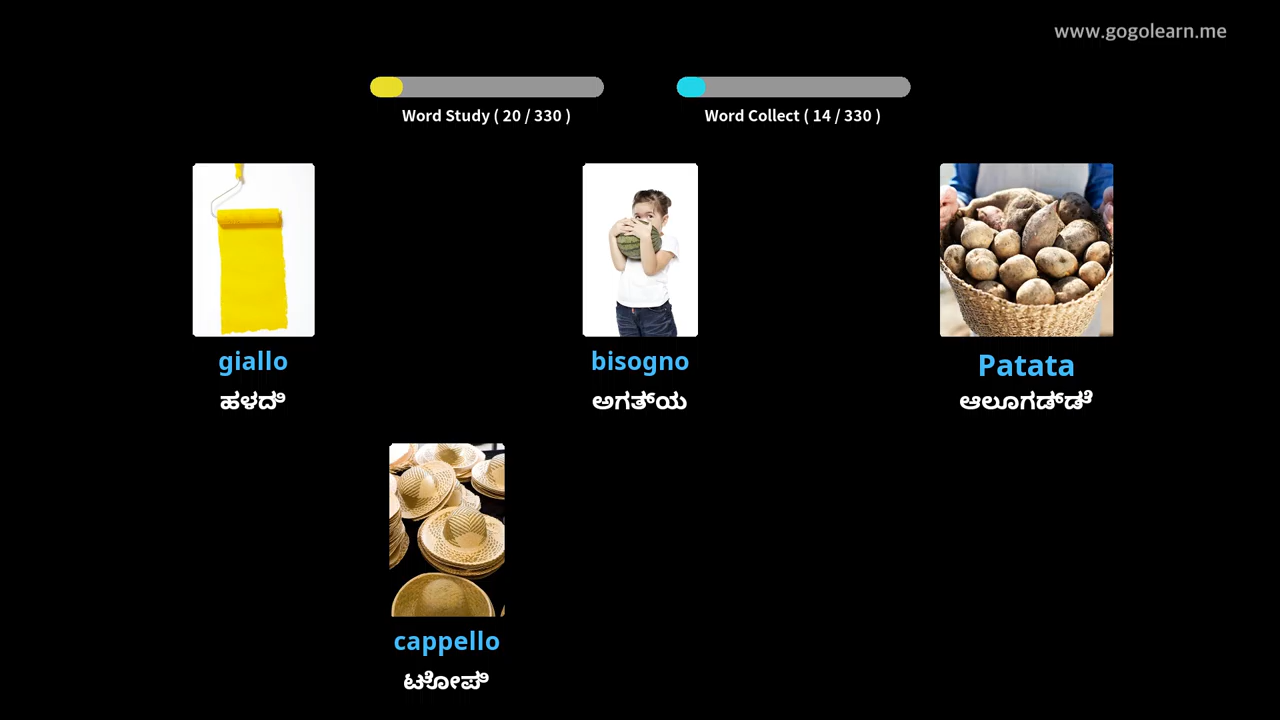 www.gogolearn.me
Word Study ( 20 / 330 )
Word Collect ( 14 / 330 )
giallo
ಹಳದಿ
bisogno
ಅಗತ್ಯ
Patata
ಆಲೂಗಡ್ಡೆ
cappello
ಟೋಪಿ